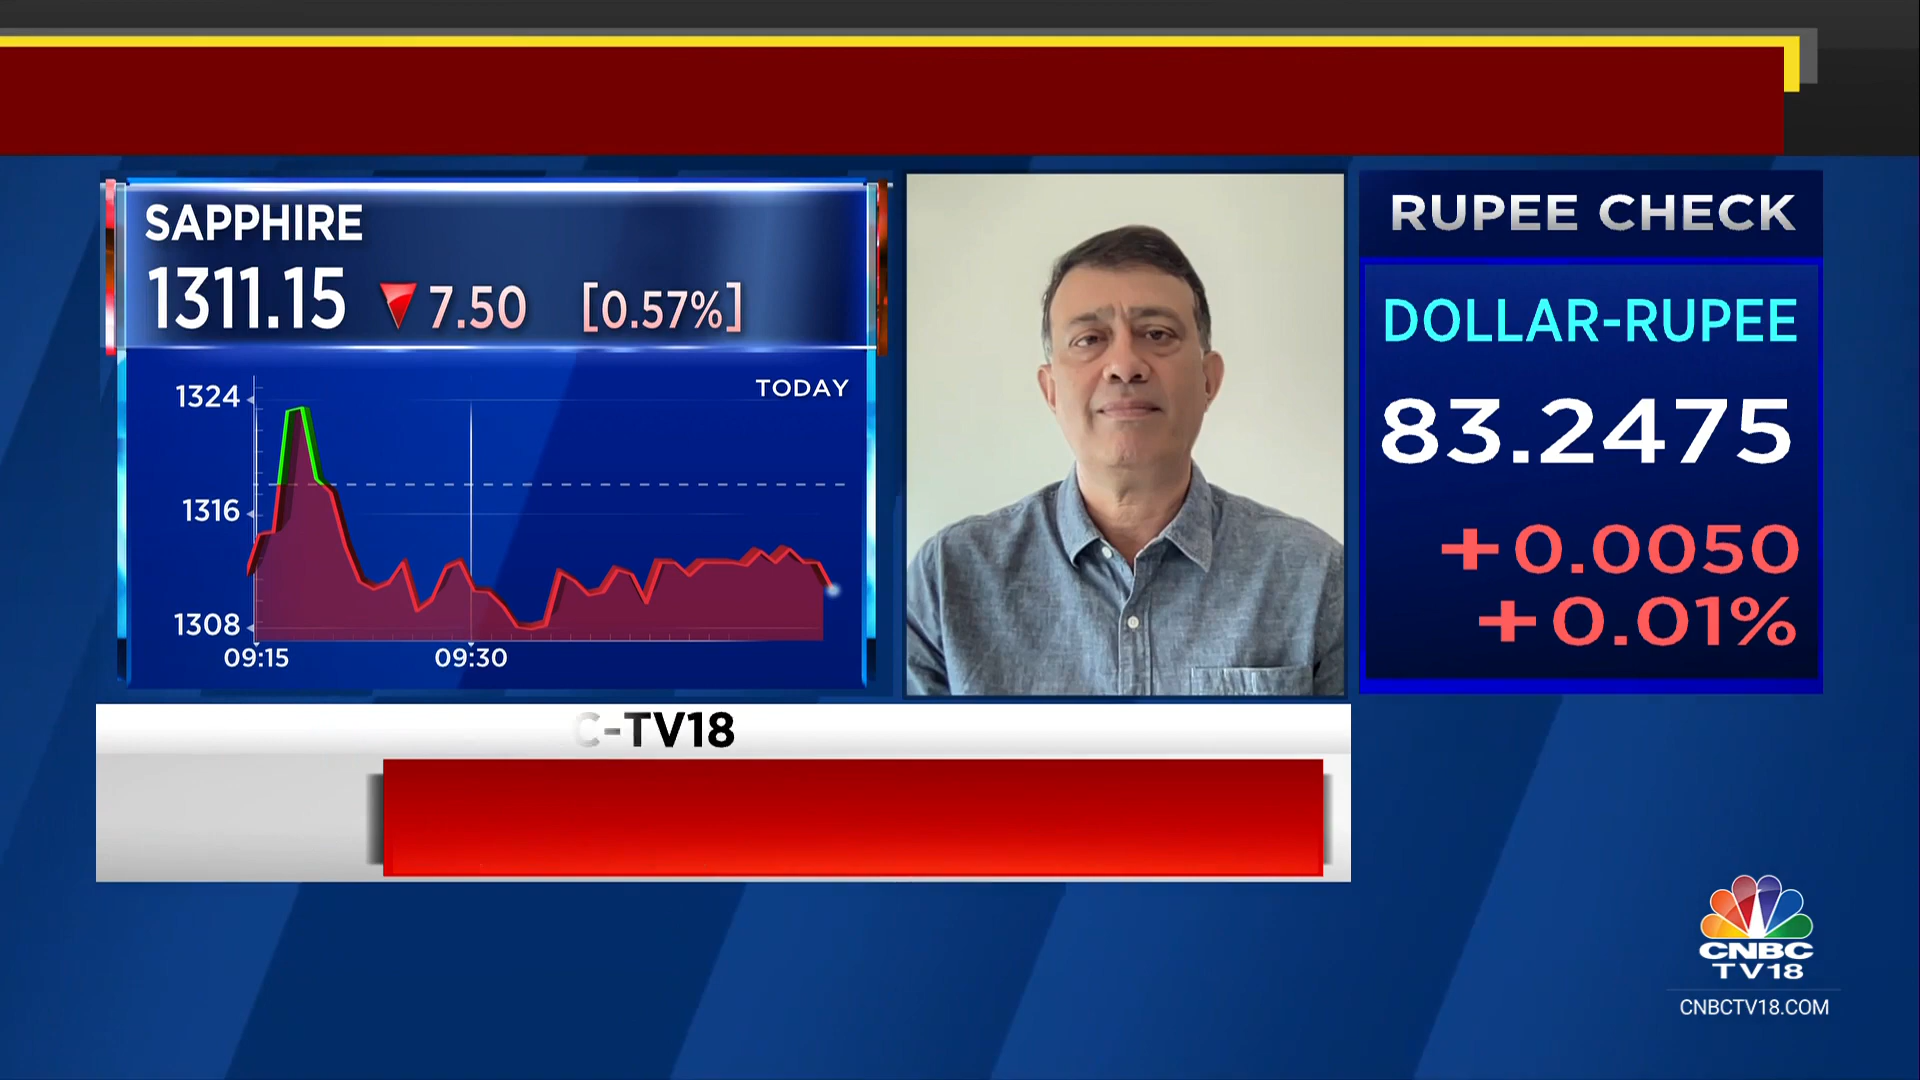 SAPPHIRE
1311.15 ▼ 7.50 [0.57%]
TODAY
1324
1316
1308
09:15 09:30
RUPEE CHECK
DOLLAR-RUPEE
83.2475
+0.0050
+0.01%
C-TV18
CNBC
TV18
CNBCTV18.COM